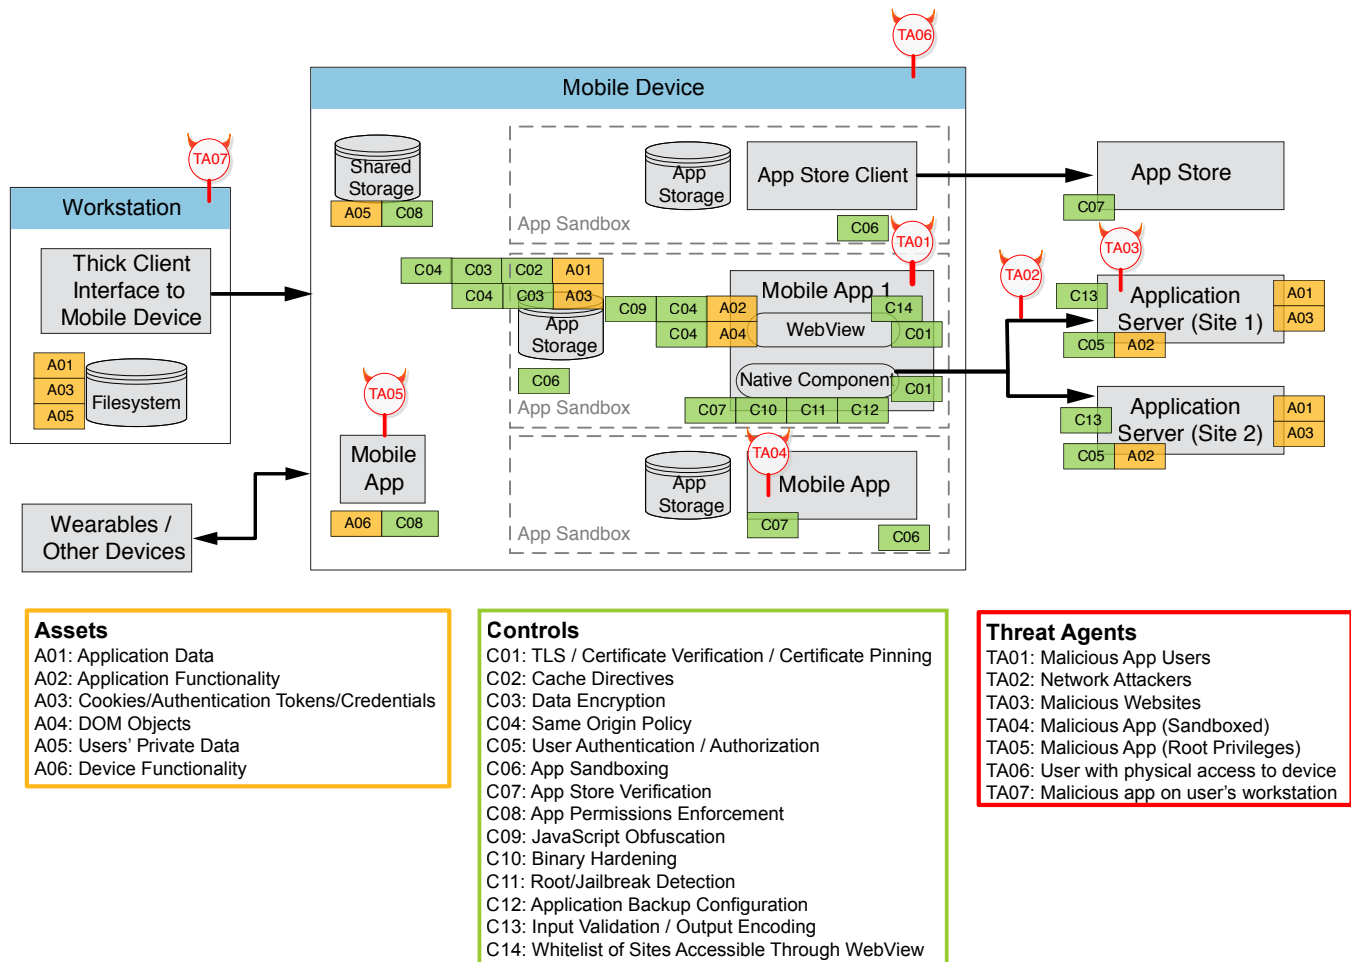 TA06
Mobile Device
TA07
Workstation
Thick Client
Interface to
Mobile Device
A01
A03
A05
Filesystem
Wearables /
Other Devices
Shared
Storage
A05 C08
TA05
Mobile
App
A06 C08
App
Storage
App Store Client
C06
App Sandbox
TA01
C04 C03 C02 A01
C04 C03 A03
App
Storage
C06
App Sandbox
Mobile App 1
C09 C04 A02
C14
C04 A04
WebView
C01
Native Component
C01
C07 C10 C11 C12
TA04
App
Storage
Mobile App
C07
C06
App Sandbox
App Store
C07
TA02
TA03
C13
Application
Server (Site 1)
A01
A03
C05 A02
C13
Application
Server (Site 2)
A01
A03
C05 A02
Assets
A01: Application Data
A02: Application Functionality
A03: Cookies/Authentication Tokens/Credentials
A04: DOM Objects
A05: Users' Private Data
A06: Device Functionality
Controls
C01: TLS / Certificate Verification / Certificate Pinning
C02: Cache Directives
C03: Data Encryption
C04: Same Origin Policy
C05: User Authentication / Authorization
C06: App Sandboxing
C07: App Store Verification
C08: App Permissions Enforcement
C09: JavaScript Obfuscation
C10: Binary Hardening
C11: Root/Jailbreak Detection
C12: Application Backup Configuration
C13: Input Validation / Output Encoding
C14: Whitelist of Sites Accessible Through WebView
Threat Agents
TA01: Malicious App Users
TA02: Network Attackers
TA03: Malicious Websites
TA04: Malicious App (Sandboxed)
TA05: Malicious App (Root Privileges)
TA06: User with physical access to device
TA07: Malicious app on user's workstation